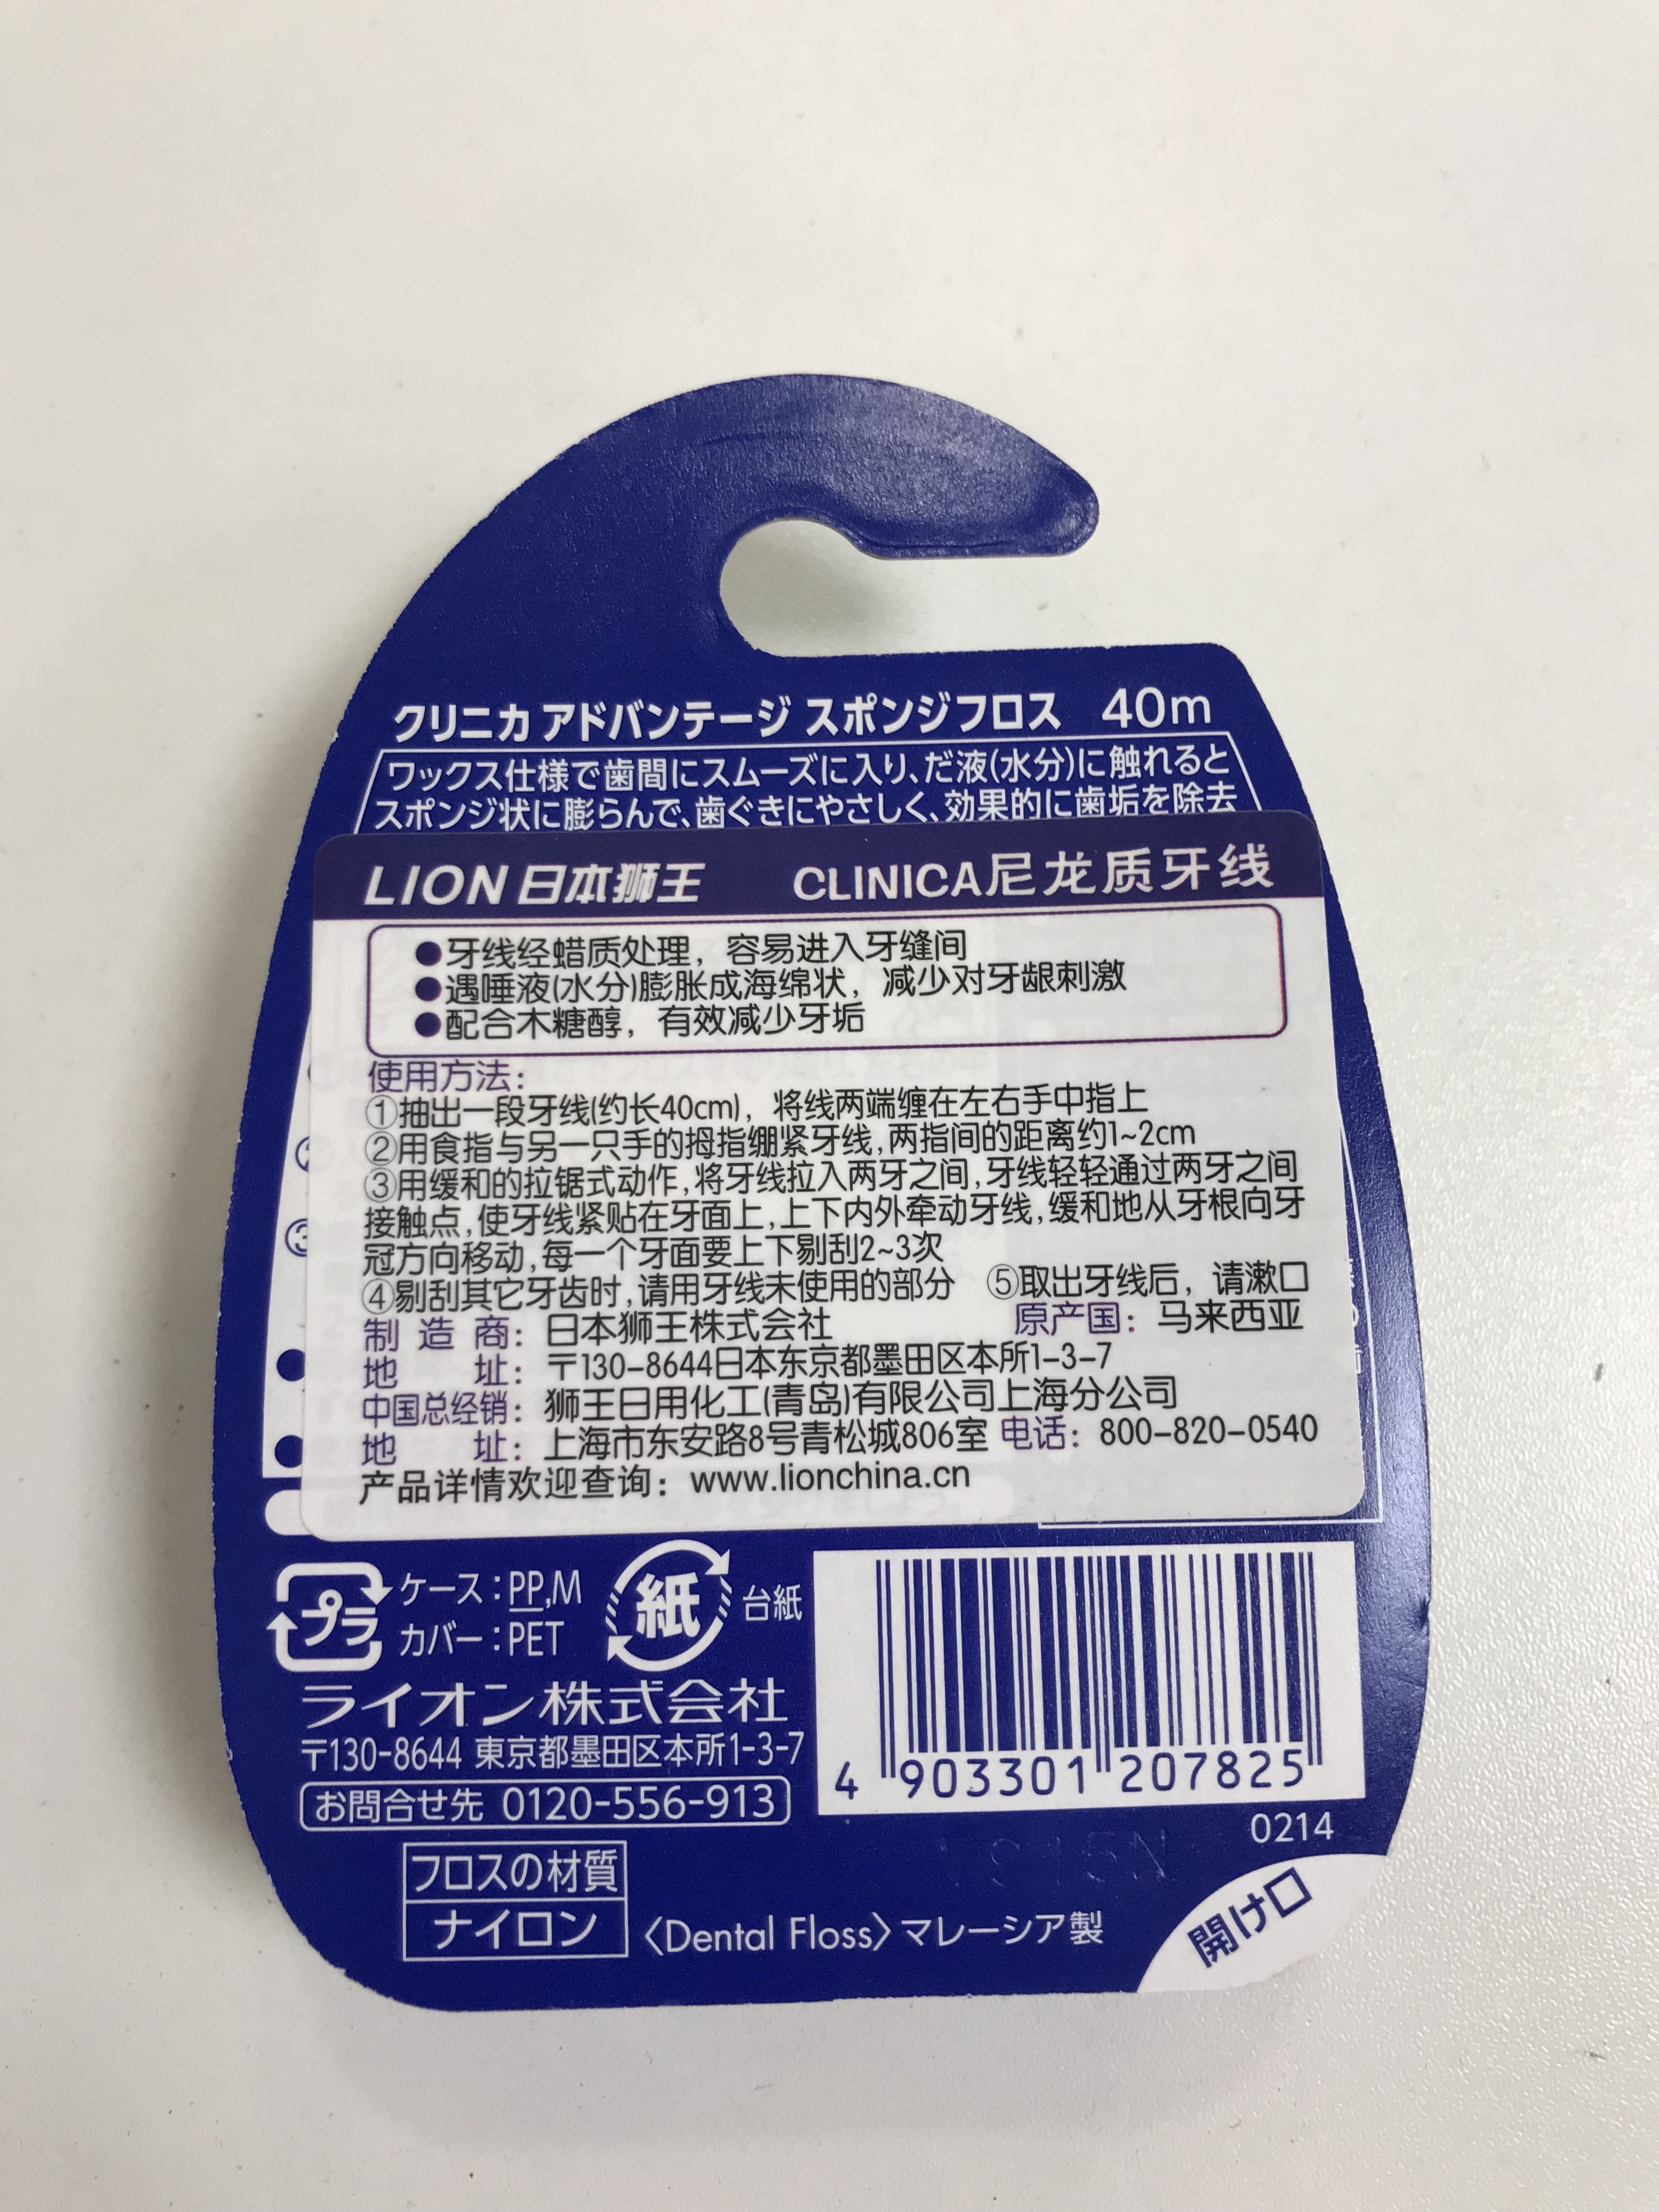 クリニカ アドバンテージ スポンジフロス 40m
ワックス仕様で歯間にスムーズに入り、だ液(水分)に触れると
スポンジ状に膨らんで、歯ぐきにやさしく、効果的に歯垢を除去
LION 日本狮王 CLINICA尼龙质牙线
●牙线经蜡质处理，容易进入牙缝间
●遇唾液(水分)膨胀成海绵状，减少对牙龈刺激
●配合木糖醇，有效减少牙垢
使用方法：
①抽出一段牙线(约长40cm)，将线两端缠在左右手中指上
②用食指与另一只手的拇指绷紧牙线,两指间的距离约1~2cm
③用缓和的拉锯式动作,将牙线拉入两牙之间,牙线轻轻通过两牙之间
接触点,使牙线紧贴在牙面上,上下内外牵动牙线,缓和地从牙根向牙
冠方向移动,每一个牙面要上下剔刮2~3次
④剔刮其它牙齿时,请用牙线未使用的部分 ⑤取出牙线后，请漱口
制造商：日本狮王株式会社 原产国：马来西亚
地址：〒130-8644日本东京都墨田区本所1-3-7
中国总经销：狮王日用化工(青岛)有限公司上海分公司
地址：上海市东安路8号青松城806室 电话：800-820-0540
产品详情欢迎查询：www.lionchina.cn
プラ ケース：PP,M
カバー：PET
紙 台紙
ライオン株式会社
〒130-8644 東京都墨田区本所1-3-7
お問合せ先 0120-556-913
4 903301 207825
0214
フロスの材質
ナイロン
〈Dental Floss〉マレーシア製
開け口